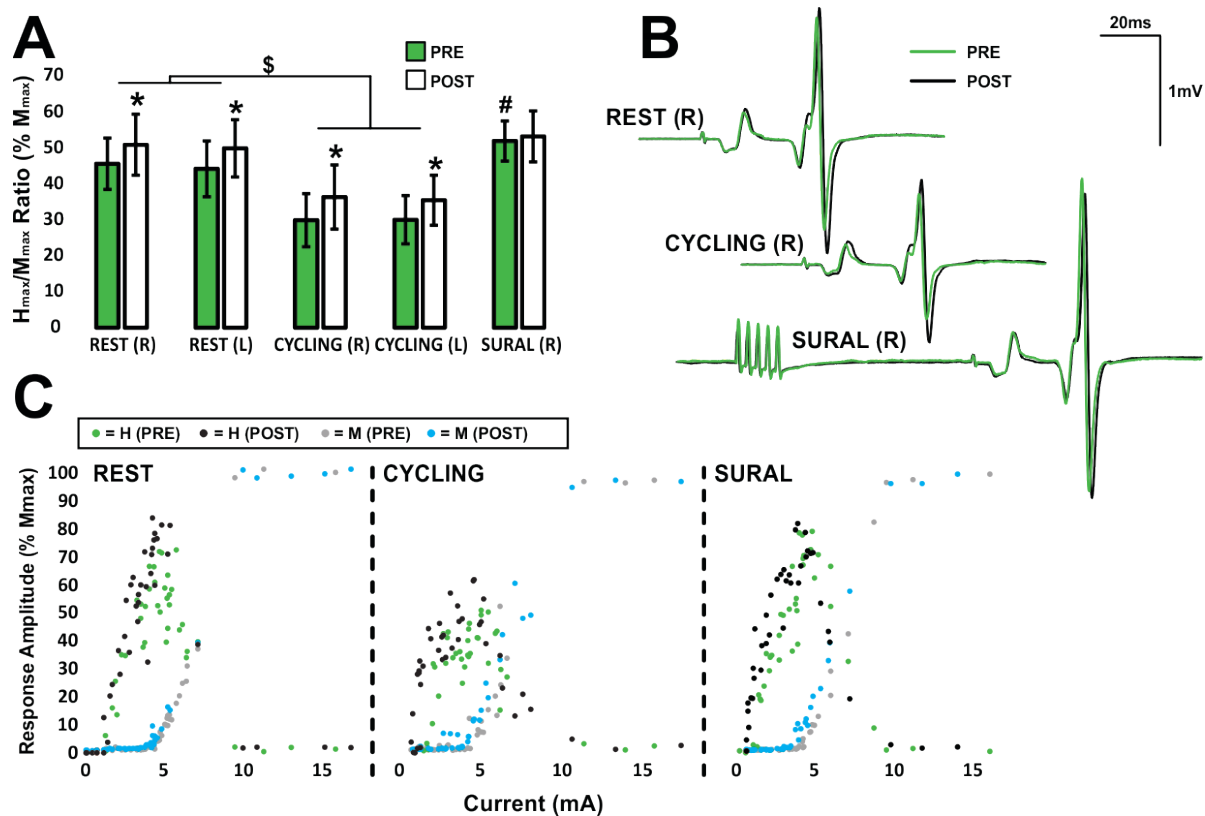 A
PRE
POST
$
70
60
50
40
30
20
10
0
Hmax/Mmax Ratio (% Mmax)
*
*
*
*
#
REST (R)
REST (L)
CYCLING (R)
CYCLING (L)
SURAL (R)
B
PRE
POST
20ms
1mV
REST (R)
CYCLING (R)
SURAL (R)
C
= H (PRE)
= H (POST)
= M (PRE)
= M (POST)
REST
CYCLING
SURAL
Response Amplitude (% Mmax)
100
90
80
70
60
50
40
30
20
10
0
0 5 10 15
0 5 10 15
0 5 10 15
Current (mA)